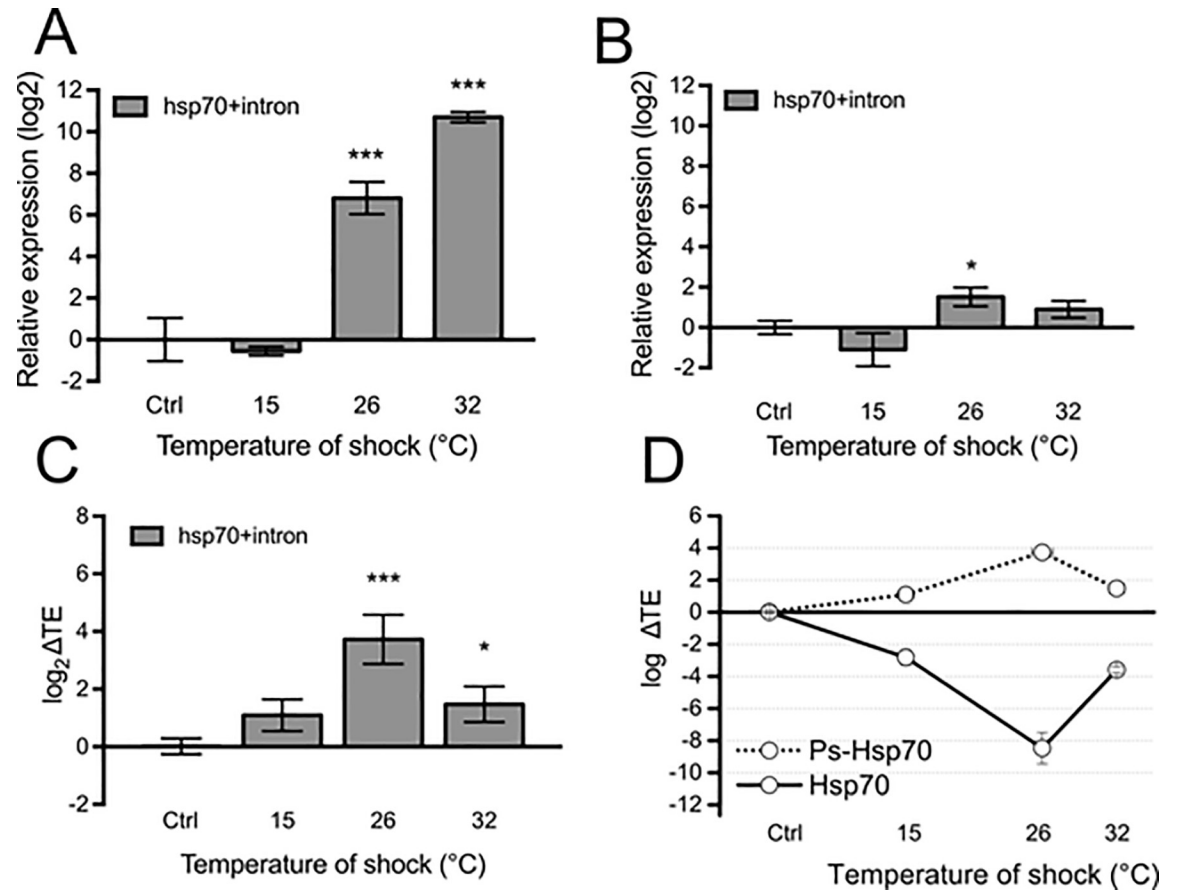 A
Relative expression (log2)
12
10
8
6
4
2
0
-2
hsp70+intron
***
***
Ctrl 15 26 32
Temperature of shock (°C)
B
Relative expression (log2)
12
10
8
6
4
2
0
-2
hsp70+intron
*
Ctrl 15 26 32
Temperature of shock (°C)
C
log2ΔTE
8
6
4
2
0
-2
hsp70+intron
***
*
Ctrl 15 26 32
Temperature of shock (°C)
D
log ΔTE
6
4
2
0
-2
-4
-6
-8
-10
-12
Ps-Hsp70
Hsp70
Ctrl 15 26 32
Temperature of shock (°C)